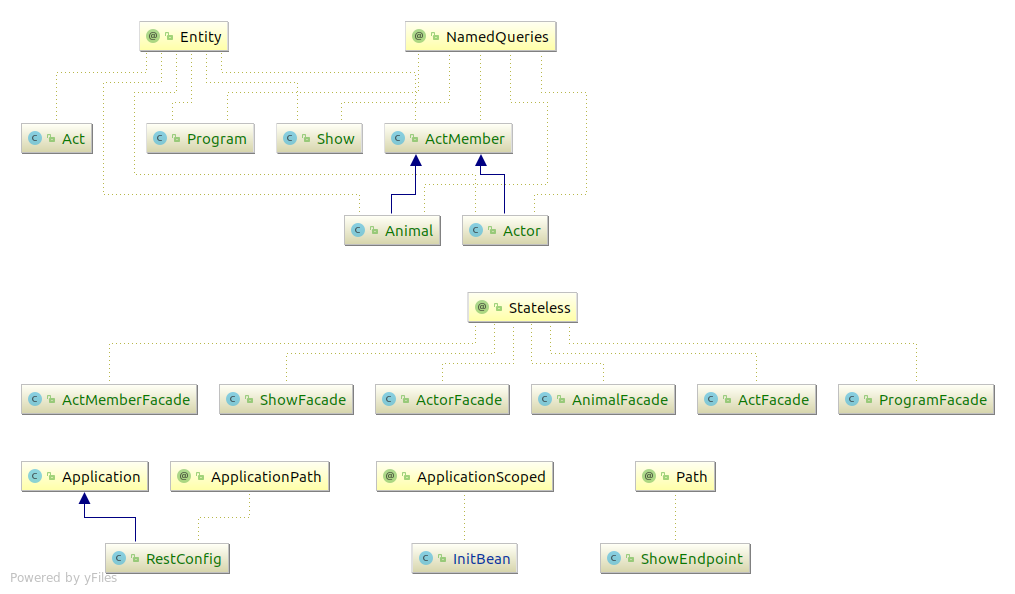 Entity
NamedQueries
Act
Program
Show
ActMember
Animal
Actor
Stateless
ActMemberFacade
ShowFacade
ActorFacade
AnimalFacade
ActFacade
ProgramFacade
Application
ApplicationPath
ApplicationScoped
Path
RestConfig
InitBean
ShowEndpoint
Powered by yFiles